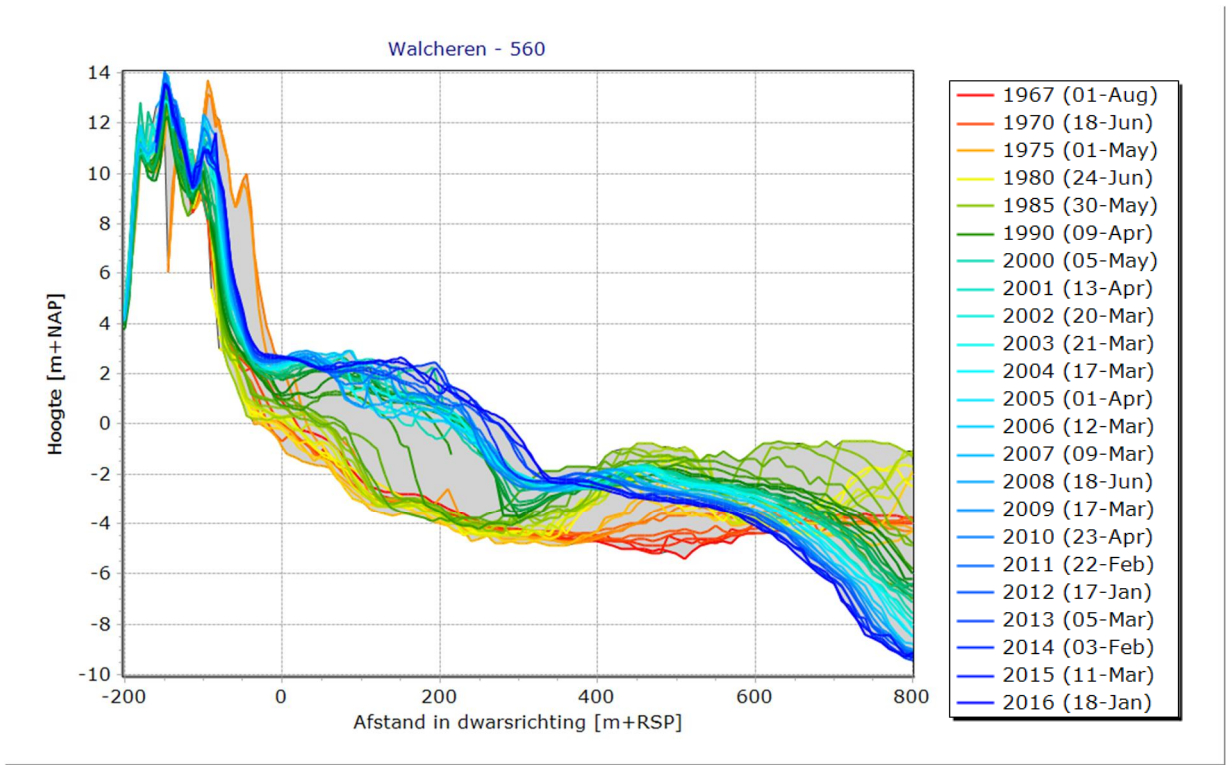 Walcheren - 560
Hoogte [m+NAP]
14
12
10
8
6
4
2
0
-2
-4
-6
-8
-10
-200
0
200
400
600
800
Afstand in dwarsrichting [m+RSP]
1967 (01-Aug)
1970 (18-Jun)
1975 (01-May)
1980 (24-Jun)
1985 (30-May)
1990 (09-Apr)
2000 (05-May)
2001 (13-Apr)
2002 (20-Mar)
2003 (21-Mar)
2004 (17-Mar)
2005 (01-Apr)
2006 (12-Mar)
2007 (09-Mar)
2008 (18-Jun)
2009 (17-Mar)
2010 (23-Apr)
2011 (22-Feb)
2012 (17-Jan)
2013 (05-Mar)
2014 (03-Feb)
2015 (11-Mar)
2016 (18-Jan)